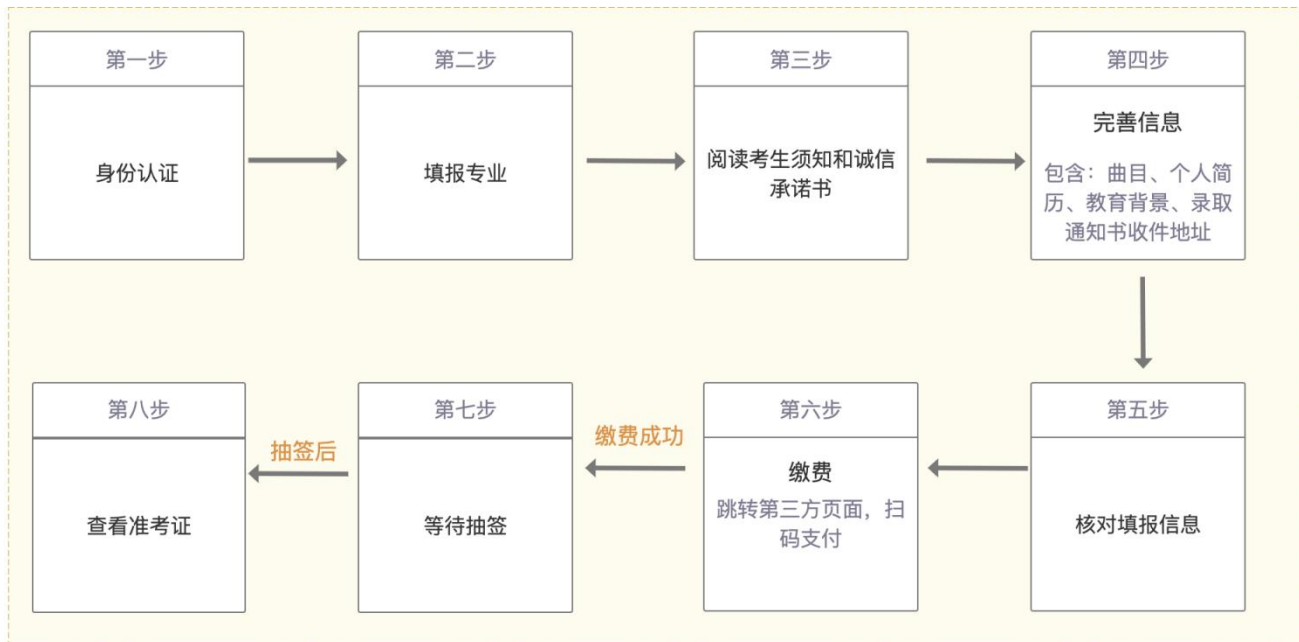 第一步
身份认证
第二步
填报专业
第三步
阅读考生须知和诚信
承诺书
第四步
完善信息
包含：曲目、个人简
历、教育背景、录取
通知书收件地址
第五步
核对填报信息
第六步
缴费
跳转第三方页面，扫
码支付
缴费成功
第七步
等待抽签
抽签后
第八步
查看准考证